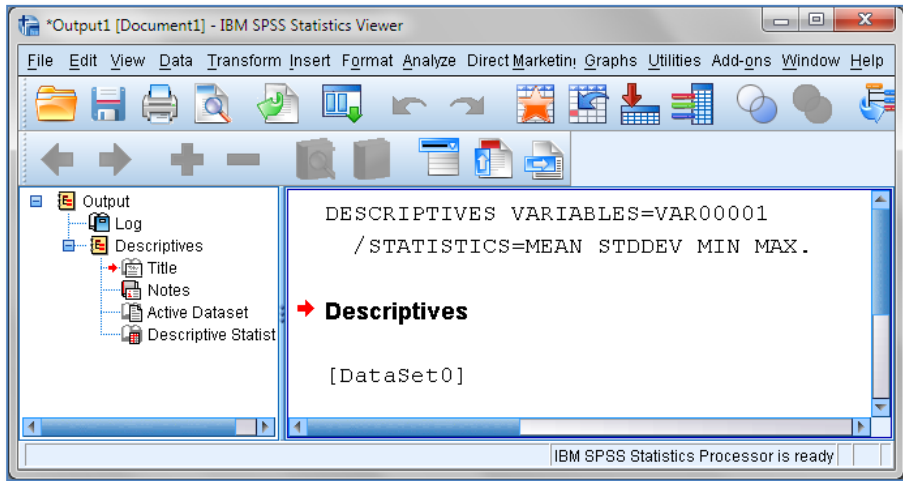 *Output1 [Document1] - IBM SPSS Statistics Viewer
File Edit View Data Transform Insert Format Analyze Direct Marketin Graphs Utilities Add-ons Window Help
Output
Log
Descriptives
Title
Notes
Active Dataset
Descriptive Statist
DESCRIPTIVES VARIABLES=VAR00001
/STATISTICS=MEAN STDDEV MIN MAX.
Descriptives
[DataSet0]
IBM SPSS Statistics Processor is ready